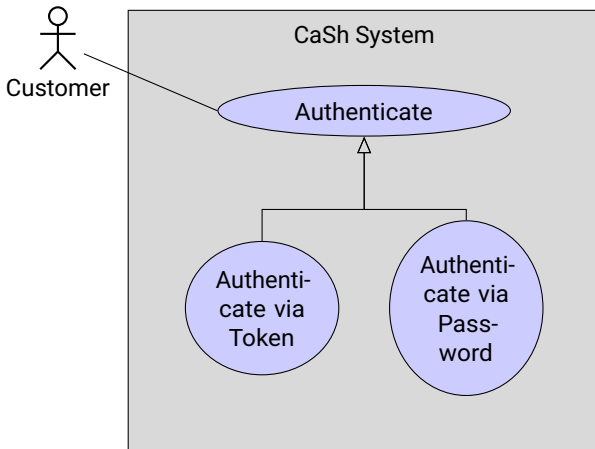 CaSh System
Customer
Authenticate
Authenti-
cate via
Token
Authenti-
cate via
Pass-
word